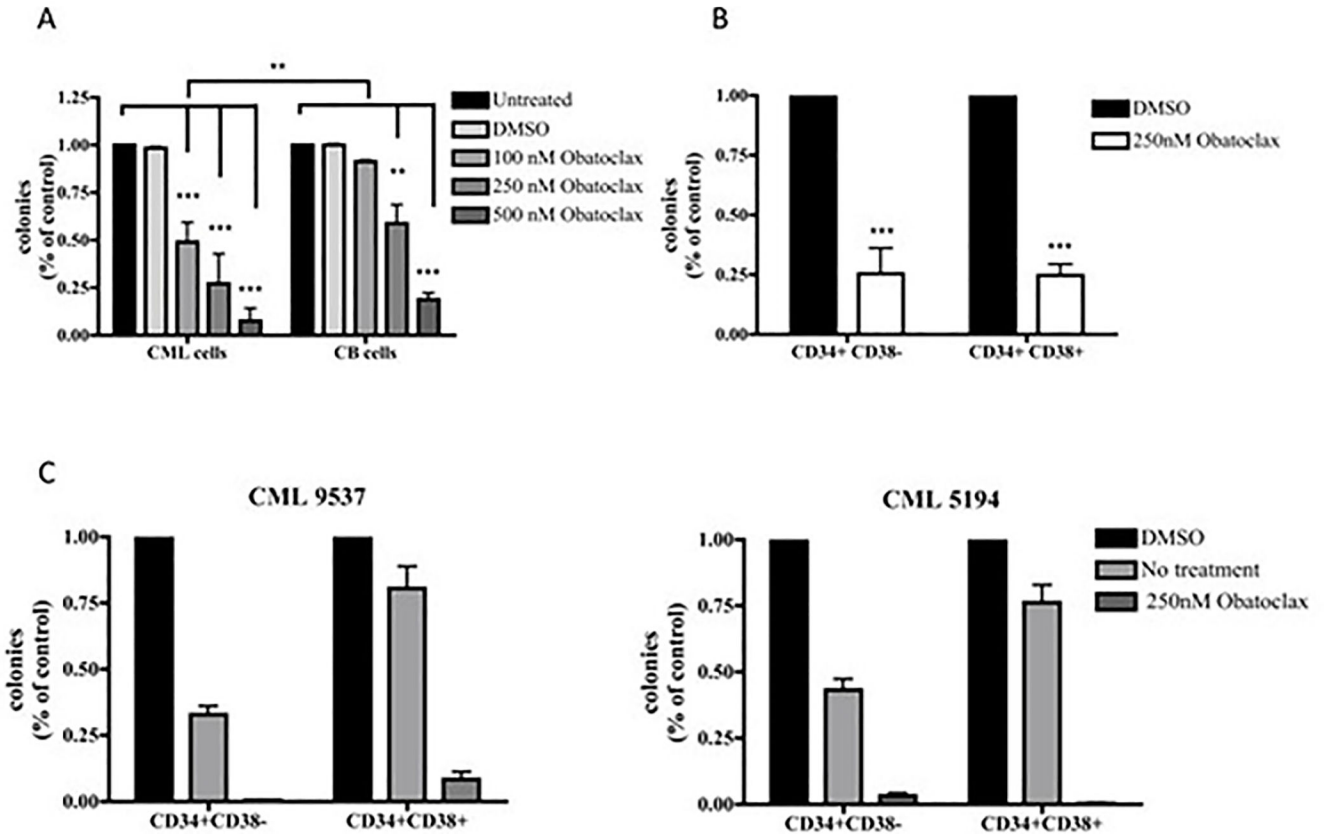 A
**
1.25
1.00
0.75
0.50
0.25
0.00
colonies
(% of control)
***
***
***
**
***
CML cells
CB cells
Untreated
DMSO
100 nM Obatoclax
250 nM Obatoclax
500 nM Obatoclax
B
1.00
0.75
0.50
0.25
0.00
colonies
(% of control)
***
***
CD34+ CD38-
CD34+ CD38+
DMSO
250nM Obatoclax
C
CML 9537
1.00
0.75
0.50
0.25
0.00
colonies
(% of control)
CD34+CD38-
CD34+CD38+
CML 5194
1.00
0.75
0.50
0.25
0.00
colonies
(% of control)
CD34+CD38-
CD34+CD38+
DMSO
No treatment
250nM Obatoclax